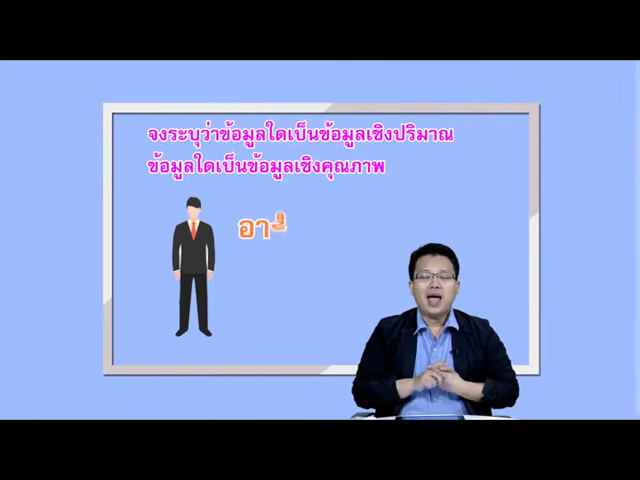 จงระบุว่าข้อมูลใดเป็นข้อมูลเชิงปริมาณ
ข้อมูลใดเป็นข้อมูลเชิงคุณภาพ